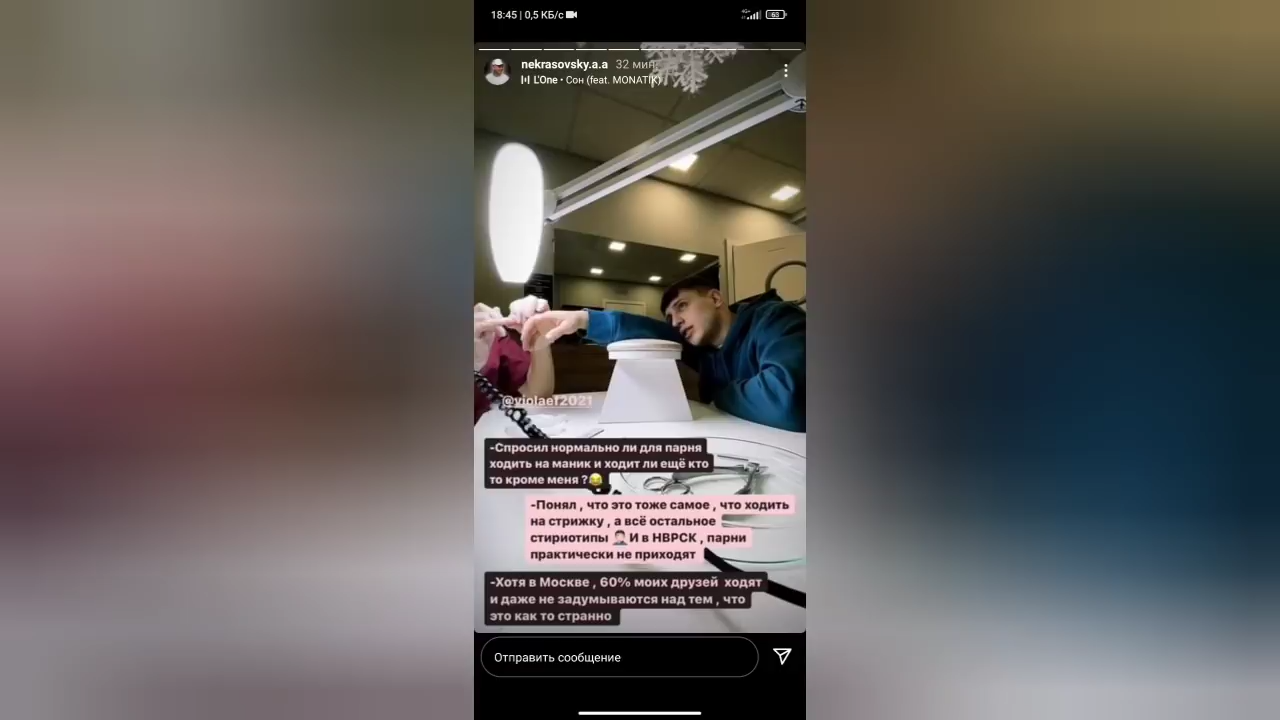 18:45 | 0,5 КБ/с
4G+
63
nekrasovsky.a.a 32 мин.
L'One • Сон (feat. MONATIK)
@violaef2021
-Спросил нормально ли для парня
ходить на маник и ходит ли ещё кто
то кроме меня ?😂
-Понял , что это тоже самое , что ходить
на стрижку , а всё остальное
стириотипы 🤦🏻‍♂️И в НВРСК , парни
практически не приходят
-Хотя в Москве , 60% моих друзей ходят
и даже не задумываются над тем , что
это как то странно
Отправить сообщение